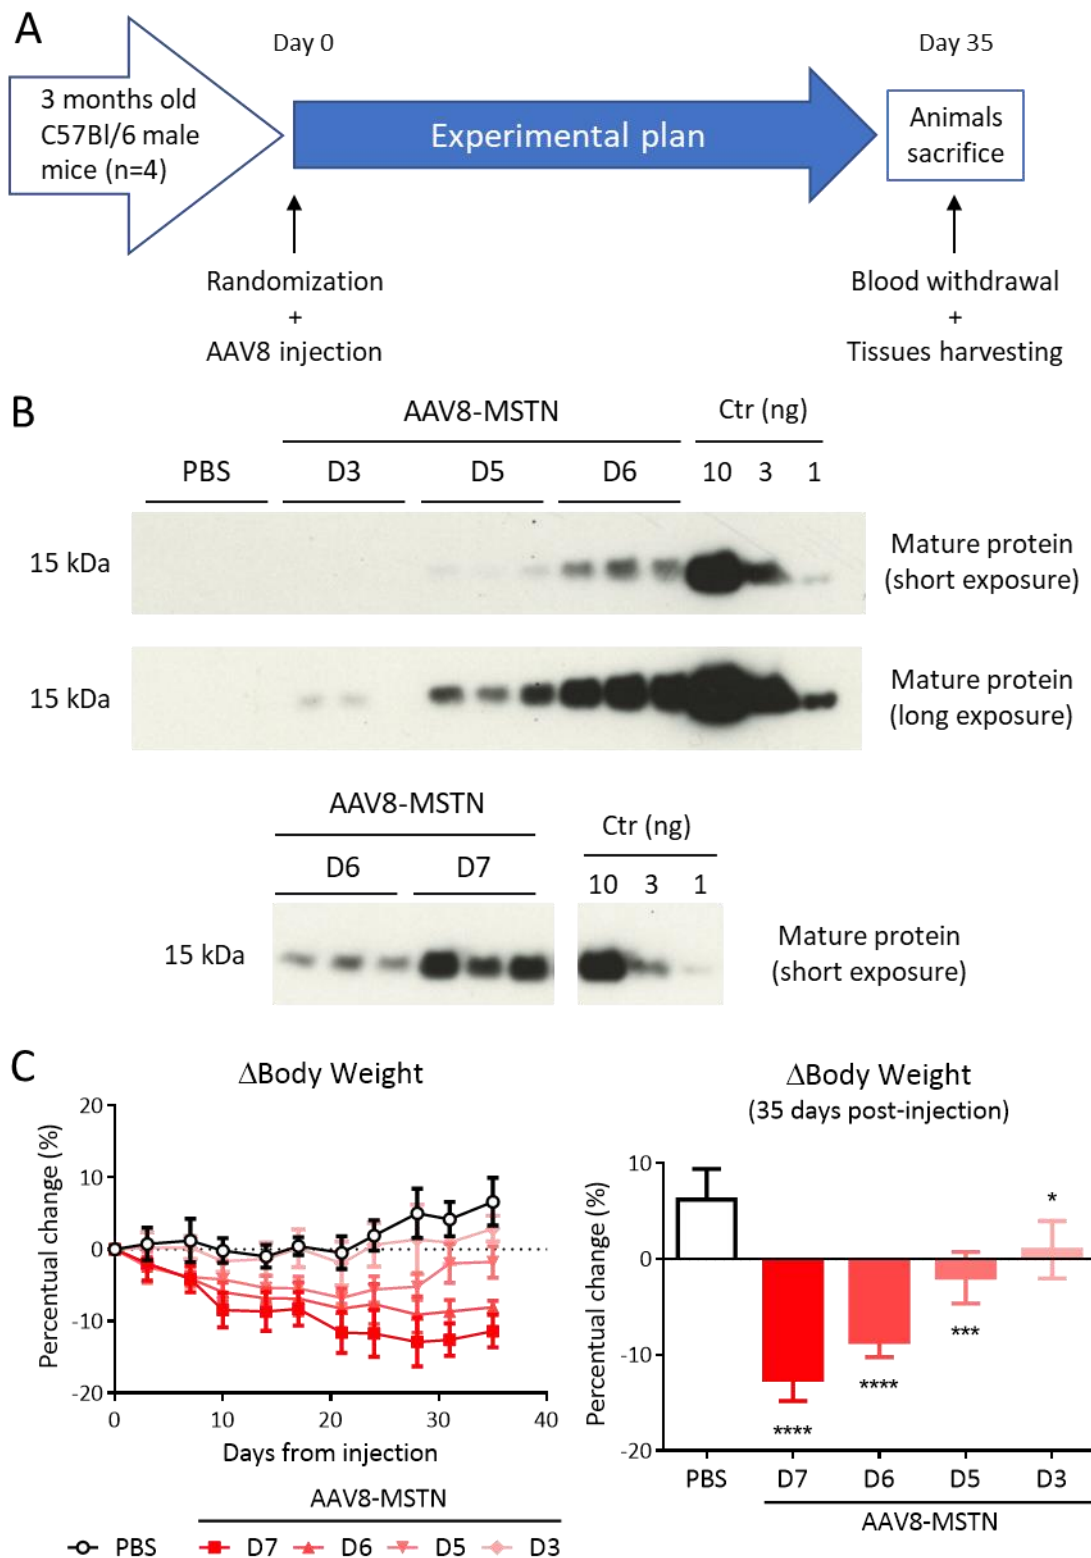 A
Day 0
Day 35
3 months old
C57Bl/6 male
mice (n=4)
Experimental plan
Animals
sacrifice
Randomization
+
AAV8 injection
Blood withdrawal
+
Tissues harvesting
B
AAV8-MSTN
Ctr (ng)
PBS D3 D5 D6 10 3 1
15 kDa
Mature protein
(short exposure)
15 kDa
Mature protein
(long exposure)
AAV8-MSTN
Ctr (ng)
D6 D7 10 3 1
15 kDa
Mature protein
(short exposure)
C
ΔBody Weight
Percentual change (%)
20
10
0
-10
-20
0 10 20 30 40
Days from injection
AAV8-MSTN
PBS D7 D6 D5 D3
ΔBody Weight
(35 days post-injection)
Percentual change (%)
10
0
-10
-20
*
***
****
****
PBS D7 D6 D5 D3
AAV8-MSTN